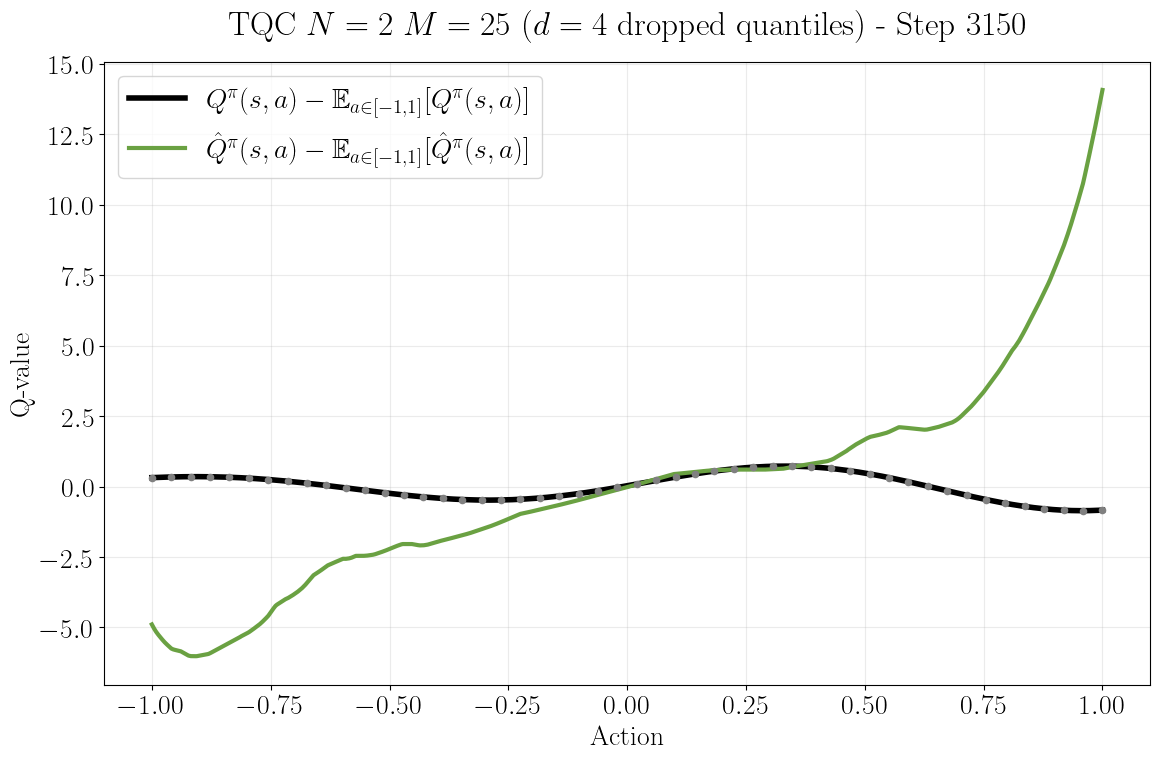 TQC N = 2 M = 25 (d = 4 dropped quantiles) - Step 3150
15.0
Q^π(s, a) − 𝔼_{a∈[−1,1]}[Q^π(s, a)]
Q̂^π(s, a) − 𝔼_{a∈[−1,1]}[Q̂^π(s, a)]
12.5
10.0
7.5
5.0
2.5
0.0
−2.5
−5.0
Q-value
−1.00 −0.75 −0.50 −0.25 0.00 0.25 0.50 0.75 1.00
Action